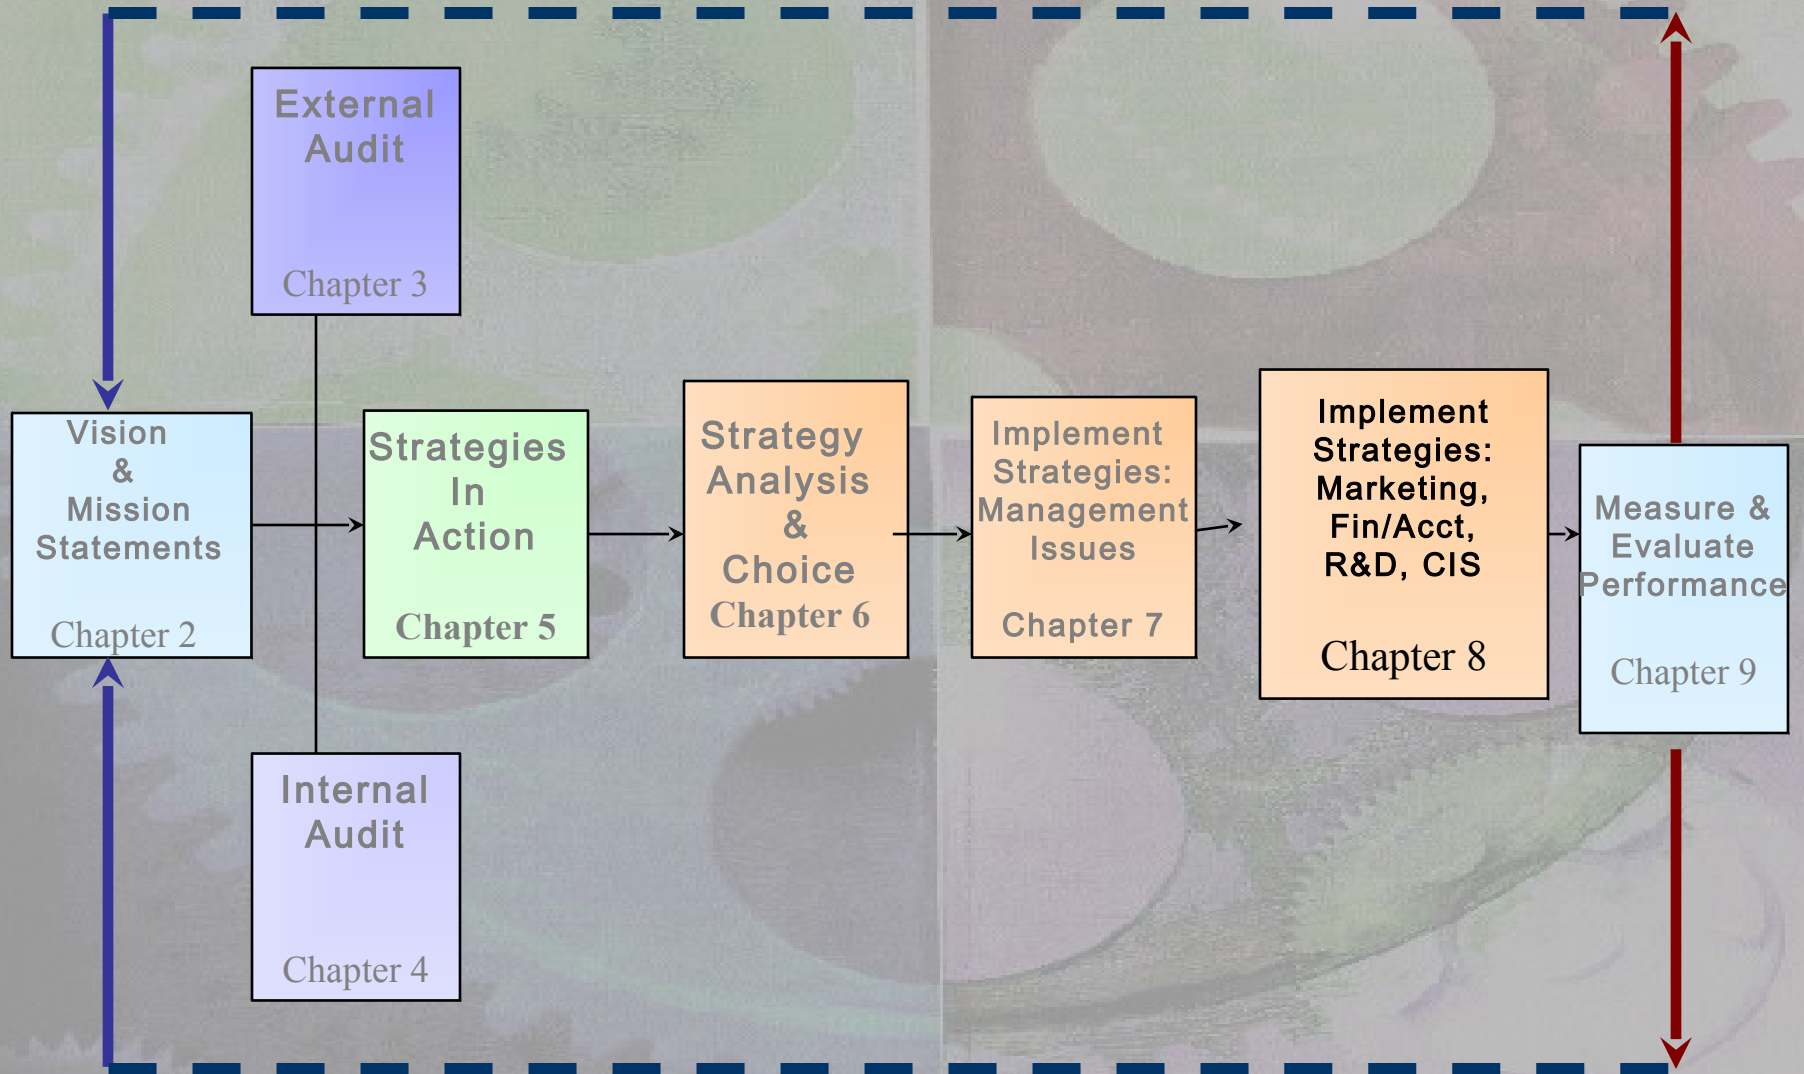 External
Audit
Chapter 3
Vision
&
Mission
Statements
Chapter 2
Strategies
In
Action
Chapter 5
Strategy
Analysis
&
Choice
Chapter 6
Implement
Strategies:
Management
Issues
Chapter 7
Implement
Strategies:
Marketing,
Fin/Acct,
R&D, CIS
Chapter 8
Measure &
Evaluate
Performance
Chapter 9
Internal
Audit
Chapter 4